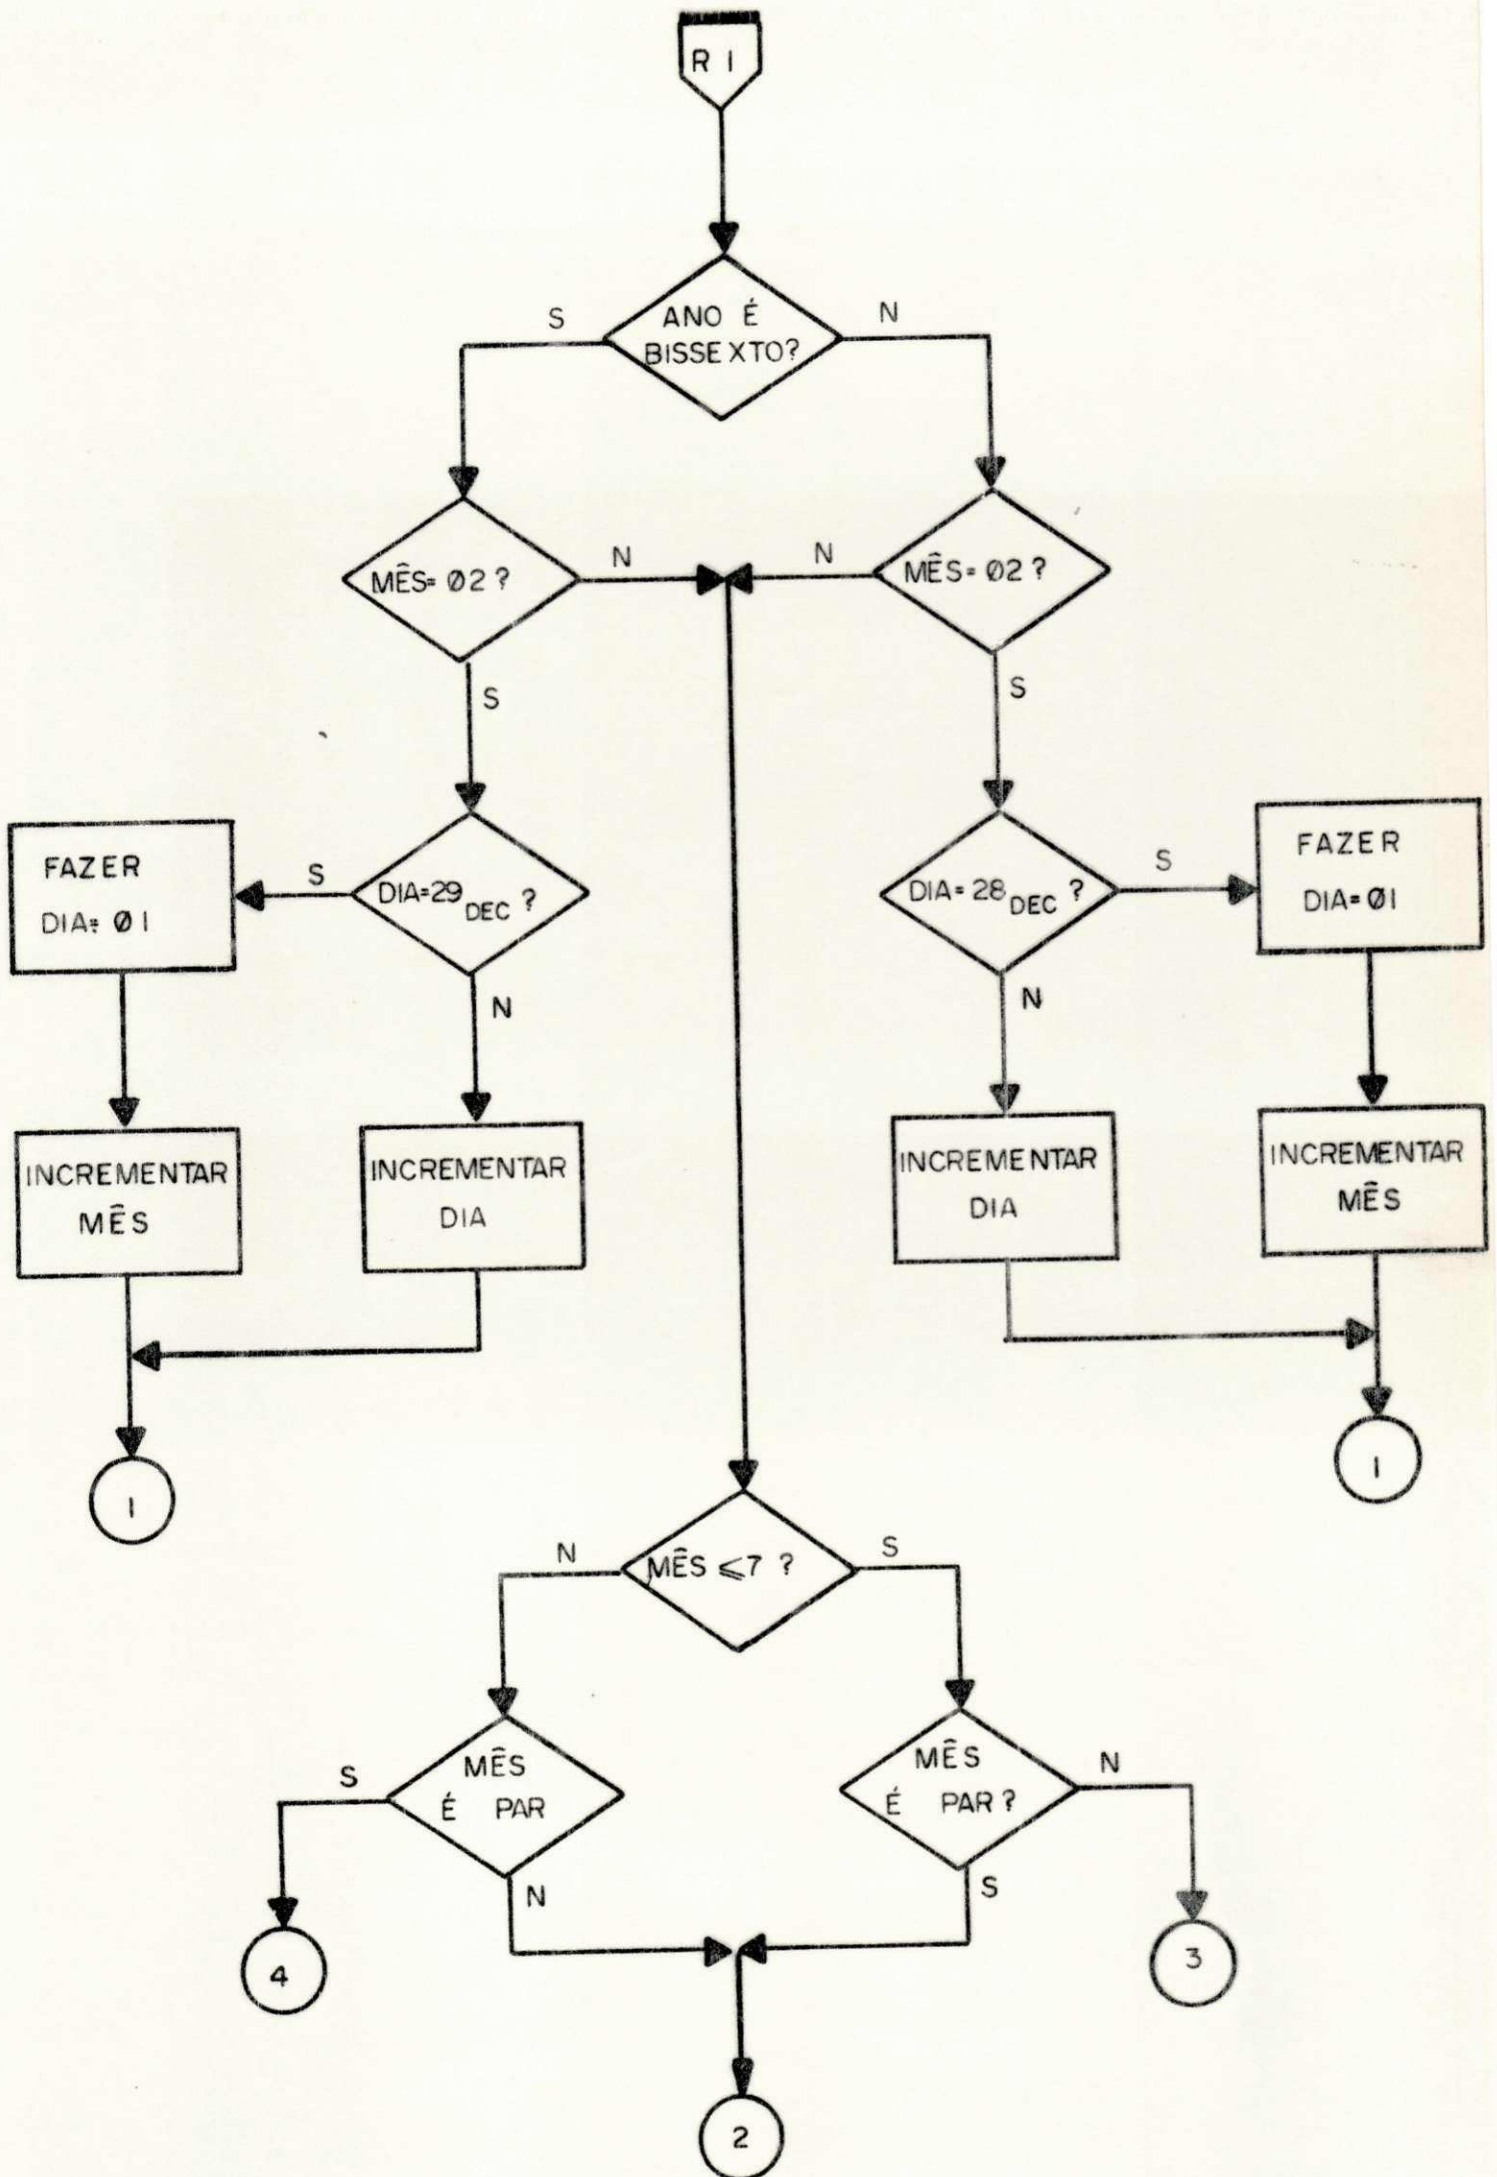 R 1
ANO É
BISSEXTO?
S
N
MÊS= Ø2 ?
N
N
MÊS= Ø2 ?
S
S
FAZER
DIA= Ø1
S
DIA=29 DEC ?
N
DIA= 28 DEC ?
S
FAZER
DIA=Ø1
N
INCREMENTAR
MÊS
INCREMENTAR
DIA
INCREMENTAR
DIA
INCREMENTAR
MÊS
1
1
N
MÊS ⩽7 ?
S
S
MÊS
É PAR
N
MÊS
É PAR ?
N
S
4
3
2